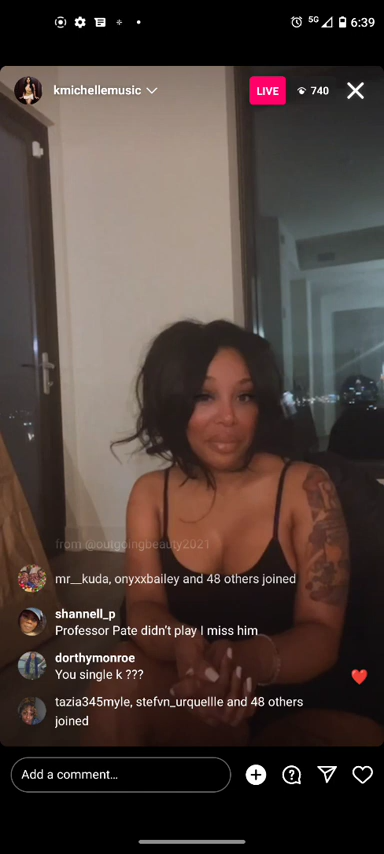 5G 6:39
kmichellemusic LIVE 740
from @outgoingbeauty2021
mr__kuda, onyxxbailey and 48 others joined
shannell_p
Professor Pate didn't play I miss him
dorthymonroe
You single k ???
tazia345myle, stefvn_urquellle and 48 others
joined
Add a comment...